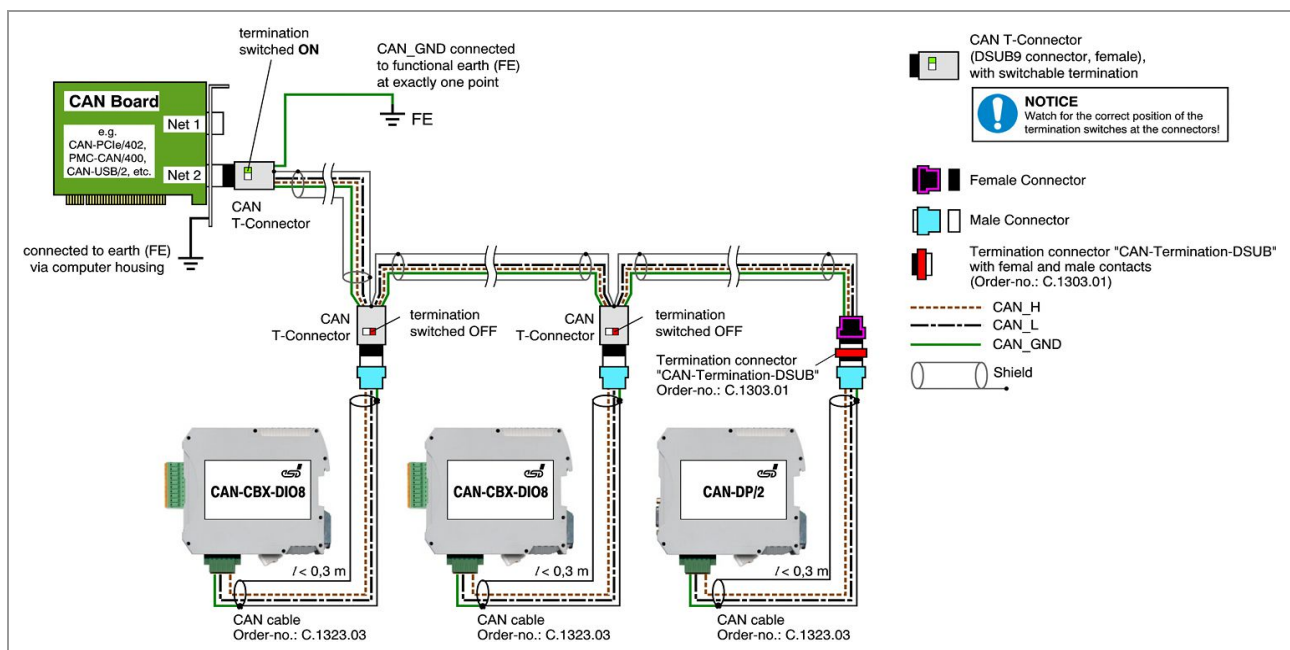 termination
switched ON
CAN_GND connected
to functional earth (FE)
at exactly one point
FE
CAN Board
e.g.
CAN-PCIe/402,
PMC-CAN/400,
CAN-USB/2, etc.
Net 1
Net 2
CAN
T-Connector
connected to earth (FE)
via computer housing
CAN
T-Connector
termination
switched OFF
CAN
T-Connector
termination
switched OFF
Termination connector
"CAN-Termination-DSUB"
Order-no.: C.1303.01
esd
CAN-CBX-DIO8
esd
CAN-CBX-DIO8
esd
CAN-DP/2
l < 0,3 m
l < 0,3 m
l < 0,3 m
CAN cable
Order-no.: C.1323.03
CAN cable
Order-no.: C.1323.03
CAN cable
Order-no.: C.1323.03
CAN T-Connector
(DSUB9 connector, female),
with switchable termination
NOTICE
Watch for the correct position of the
termination switches at the connectors!
Female Connector
Male Connector
Termination connector "CAN-Termination-DSUB"
with femal and male contacts
(Order-no.: C.1303.01)
CAN_H
CAN_L
CAN_GND
Shield